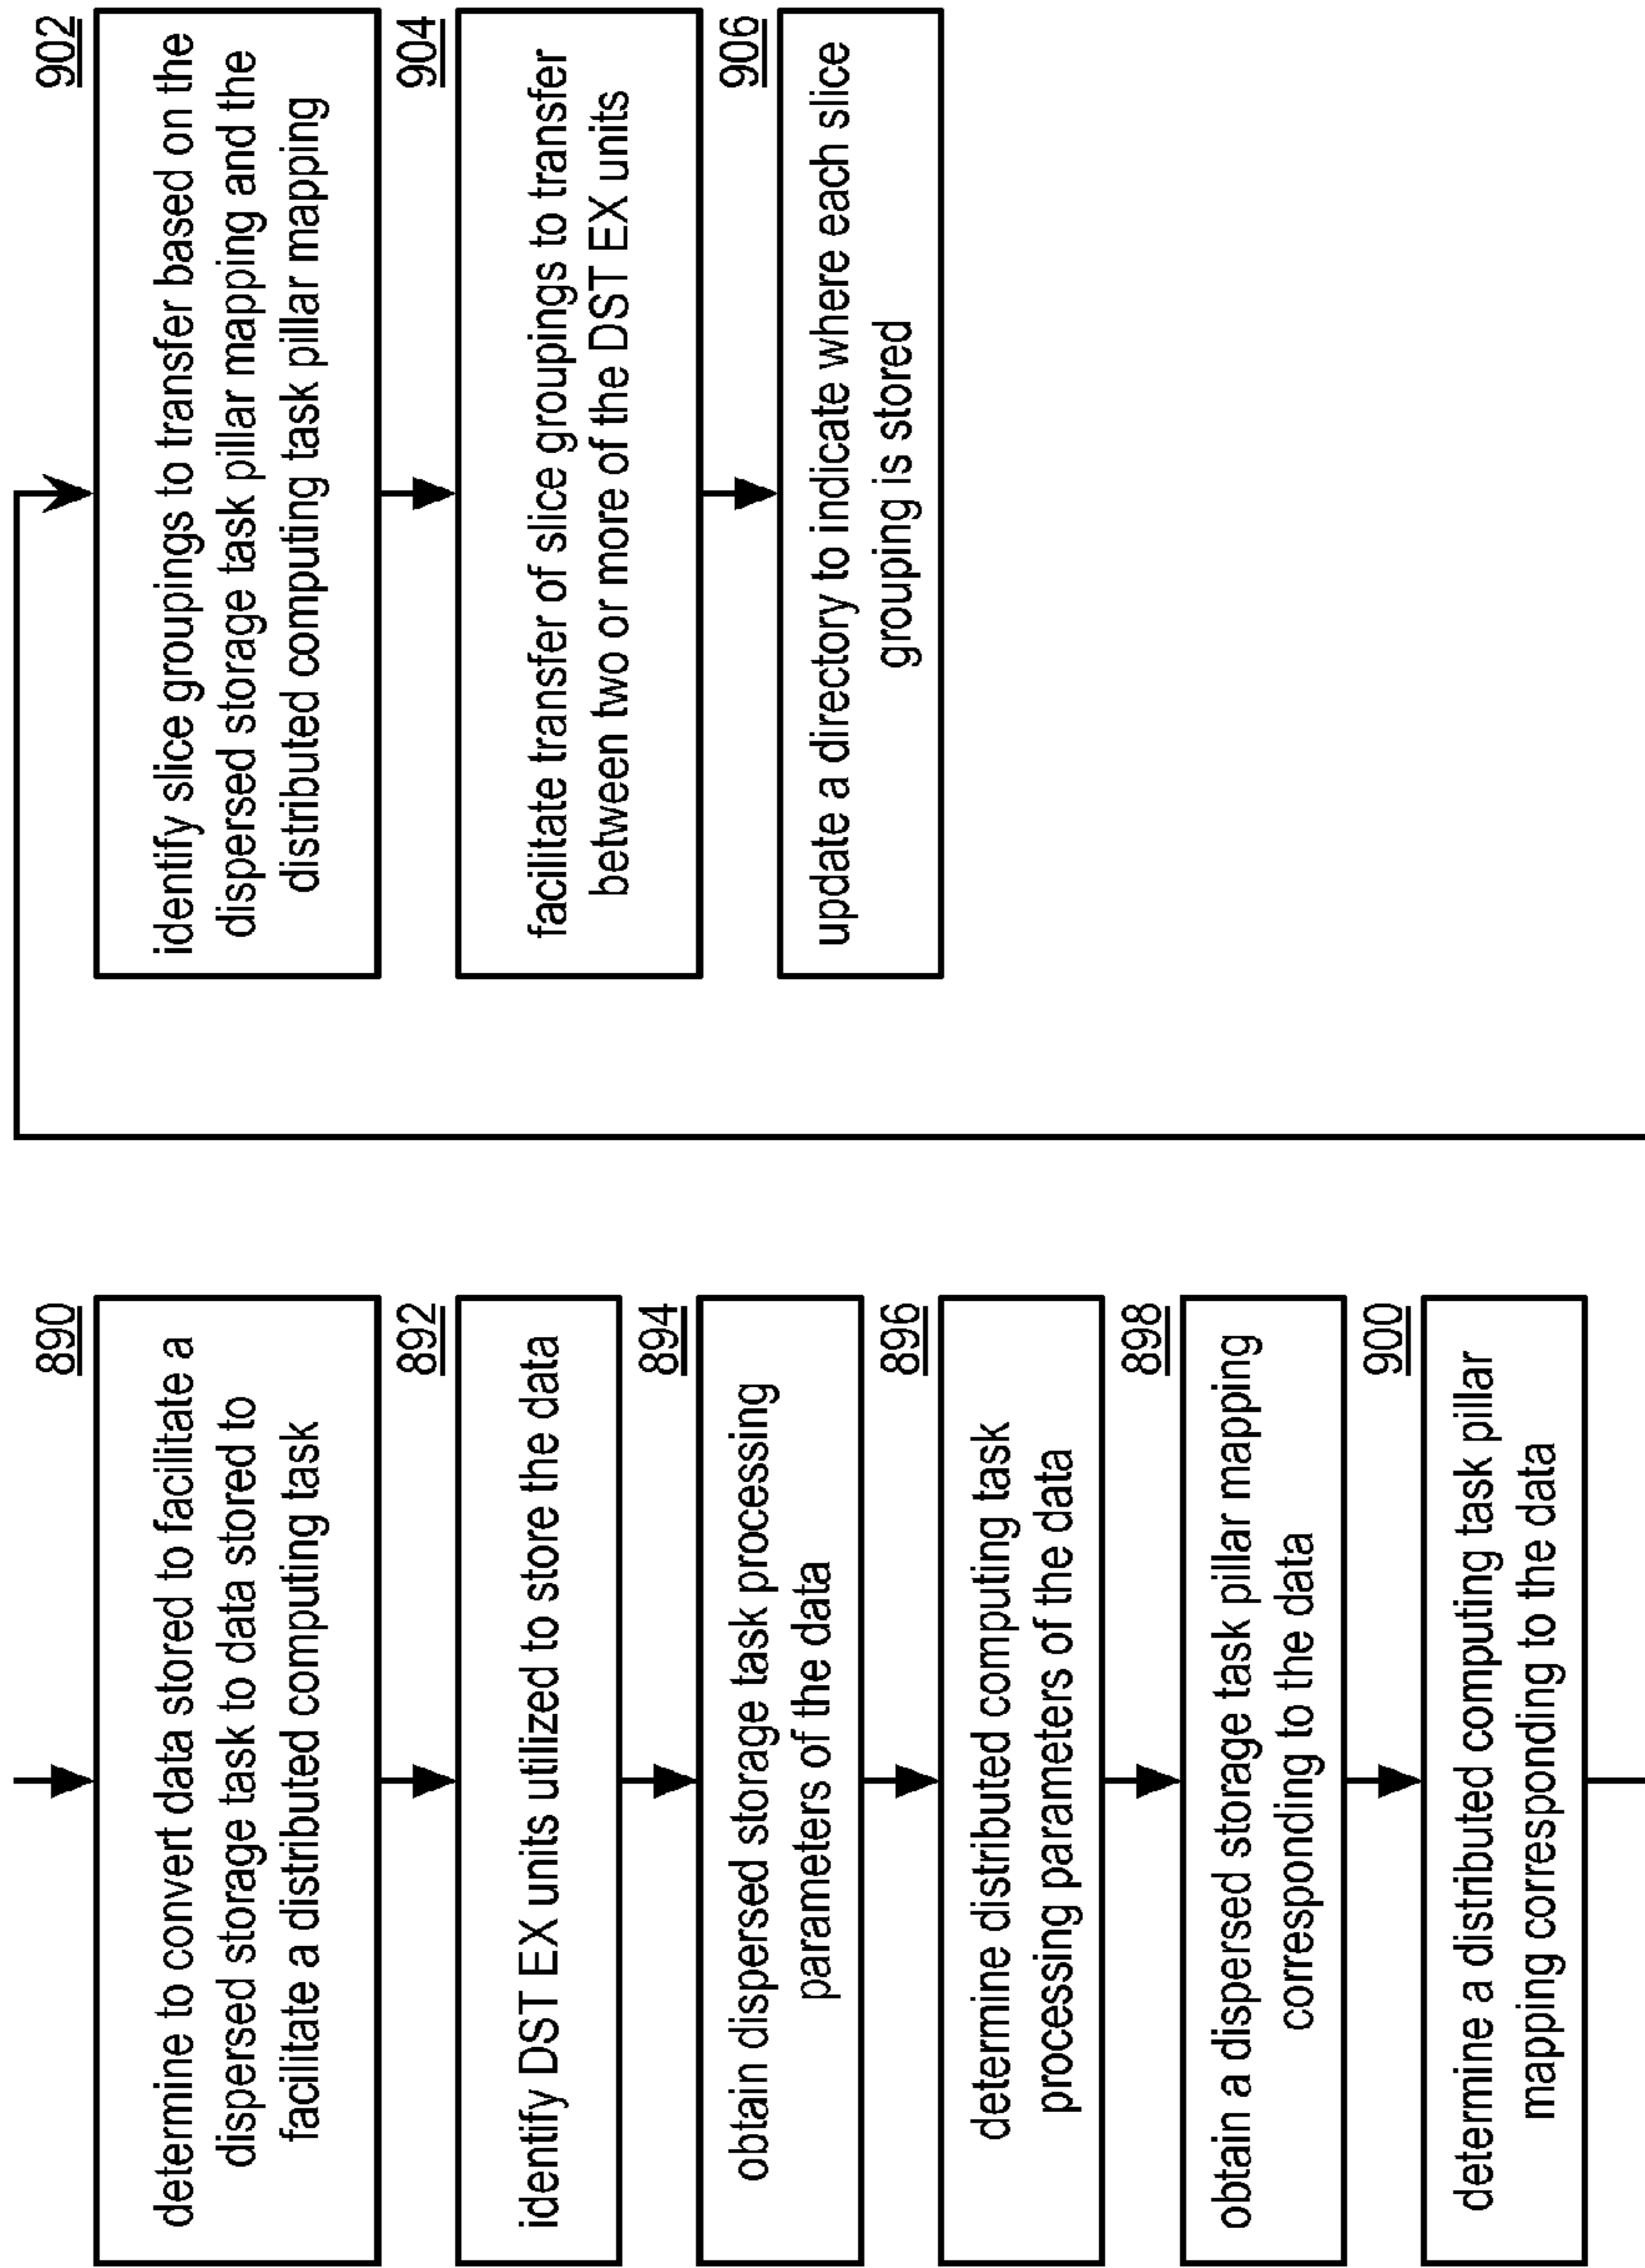 890
determine to convert data stored to facilitate a
dispersed storage task to data stored to
facilitate a distributed computing task
892
identify DST EX units utilized to store the data
894
obtain dispersed storage task processing
parameters of the data
896
determine distributed computing task
processing parameters of the data
898
obtain a dispersed storage task pillar mapping
corresponding to the data
900
determine a distributed computing task pillar
mapping corresponding to the data
902
identify slice groupings to transfer based on the
dispersed storage task pillar mapping and the
distributed computing task pillar mapping
904
facilitate transfer of slice groupings to transfer
between two or more of the DST EX units
906
update a directory to indicate where each slice
grouping is stored